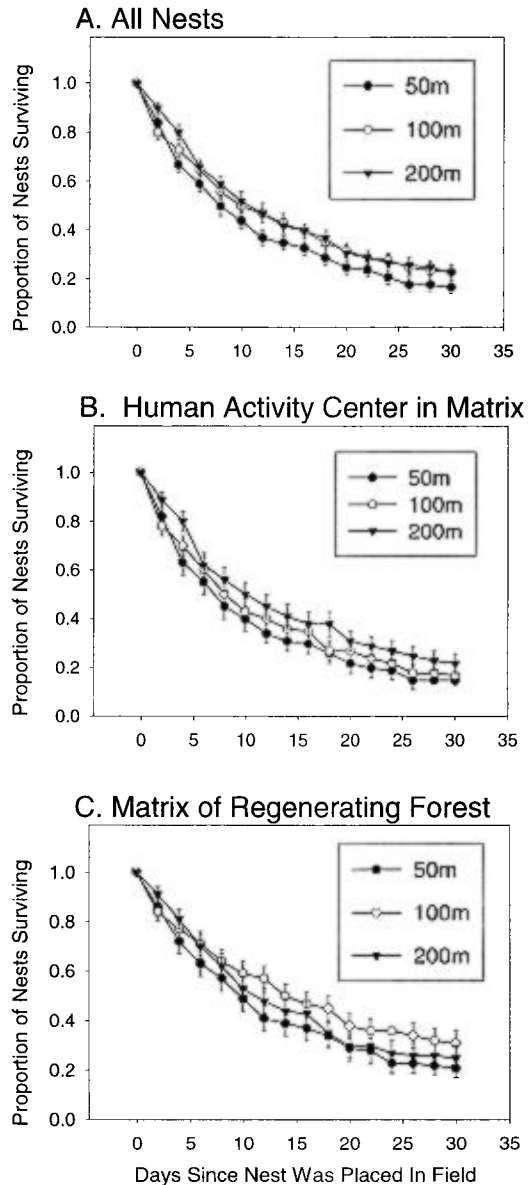 A. All Nests
Proportion of Nests Surviving
1.0
0.8
0.6
0.4
0.2
0.0
50m
100m
200m
0 5 10 15 20 25 30 35
B. Human Activity Center in Matrix
Proportion of Nests Surviving
1.0
0.8
0.6
0.4
0.2
0.0
50m
100m
200m
0 5 10 15 20 25 30 35
C. Matrix of Regenerating Forest
Proportion of Nests Surviving
1.0
0.8
0.6
0.4
0.2
0.0
50m
100m
200m
0 5 10 15 20 25 30 35
Days Since Nest Was Placed In Field